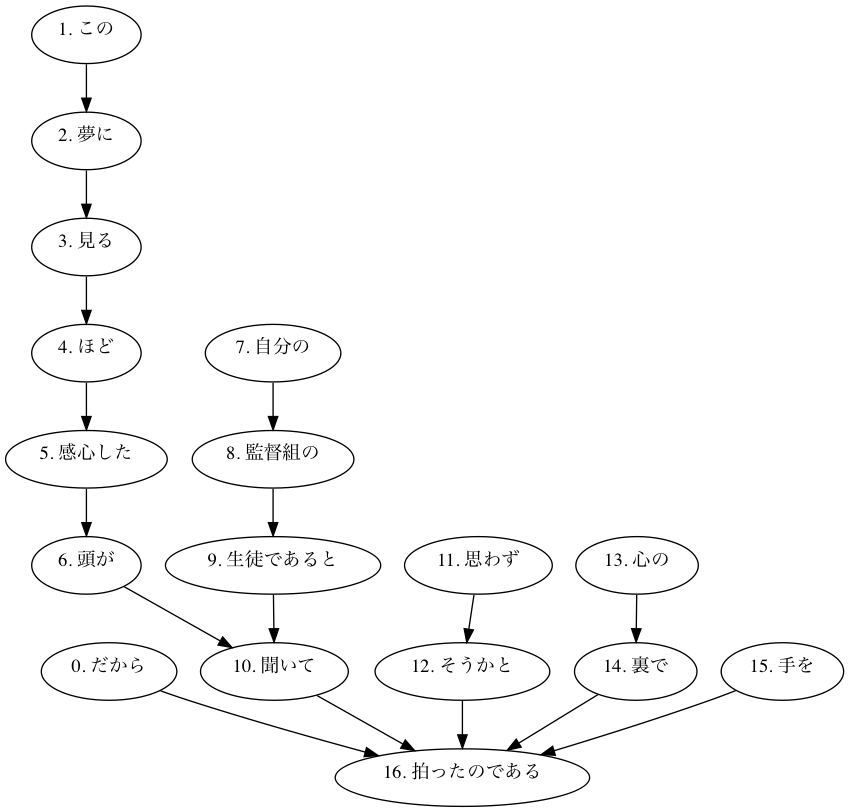 1. この
2. 夢に
3. 見る
4. ほど
7. 自分の
5. 感心した
8. 監督組の
6. 頭が
9. 生徒であると
11. 思わず
13. 心の
0. だから
10. 聞いて
12. そうかと
14. 裏で
15. 手を
16. 拍ったのである